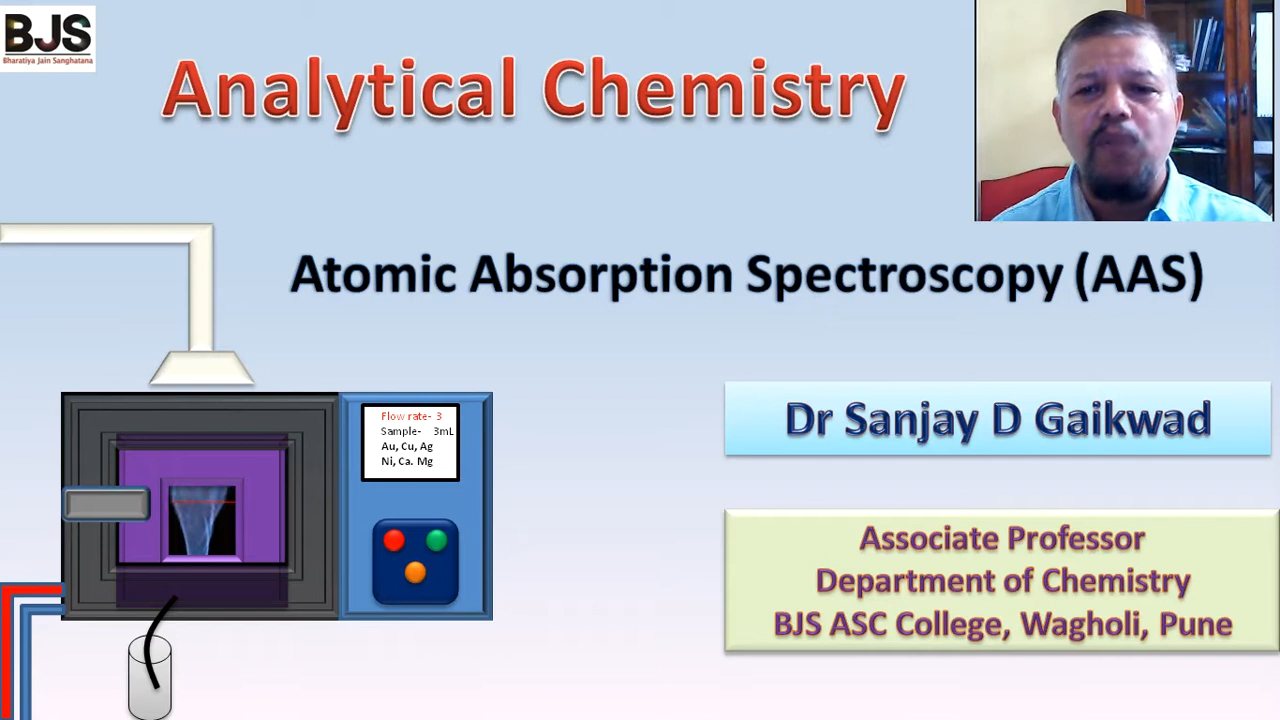 BJS
Bharatiya Jain Sanghatana
Analytical Chemistry
Atomic Absorption Spectroscopy (AAS)
Flow rate- 3
Sample- 3mL
Au, Cu, Ag
Ni, Ca. Mg
Dr Sanjay D Gaikwad
Associate Professor
Department of Chemistry
BJS ASC College, Wagholi, Pune